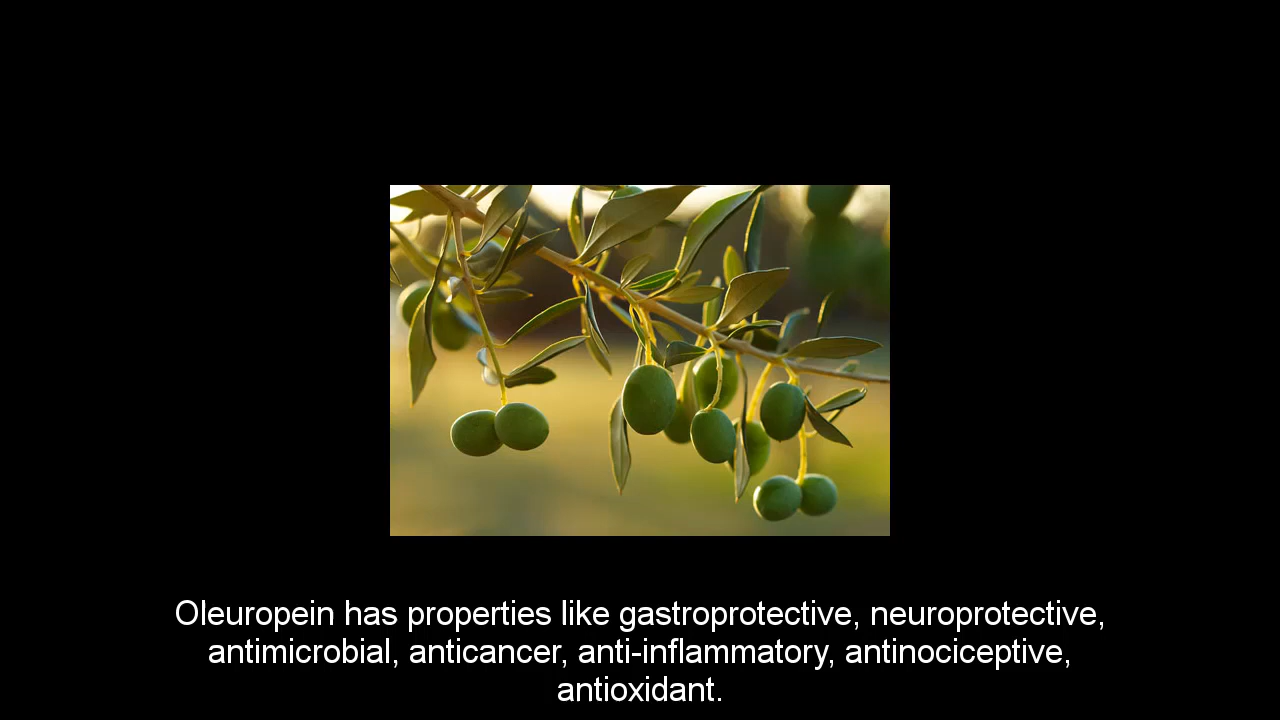 Oleuropein has properties like gastroprotective, neuroprotective,
antimicrobial, anticancer, anti-inflammatory, antinociceptive,
antioxidant.